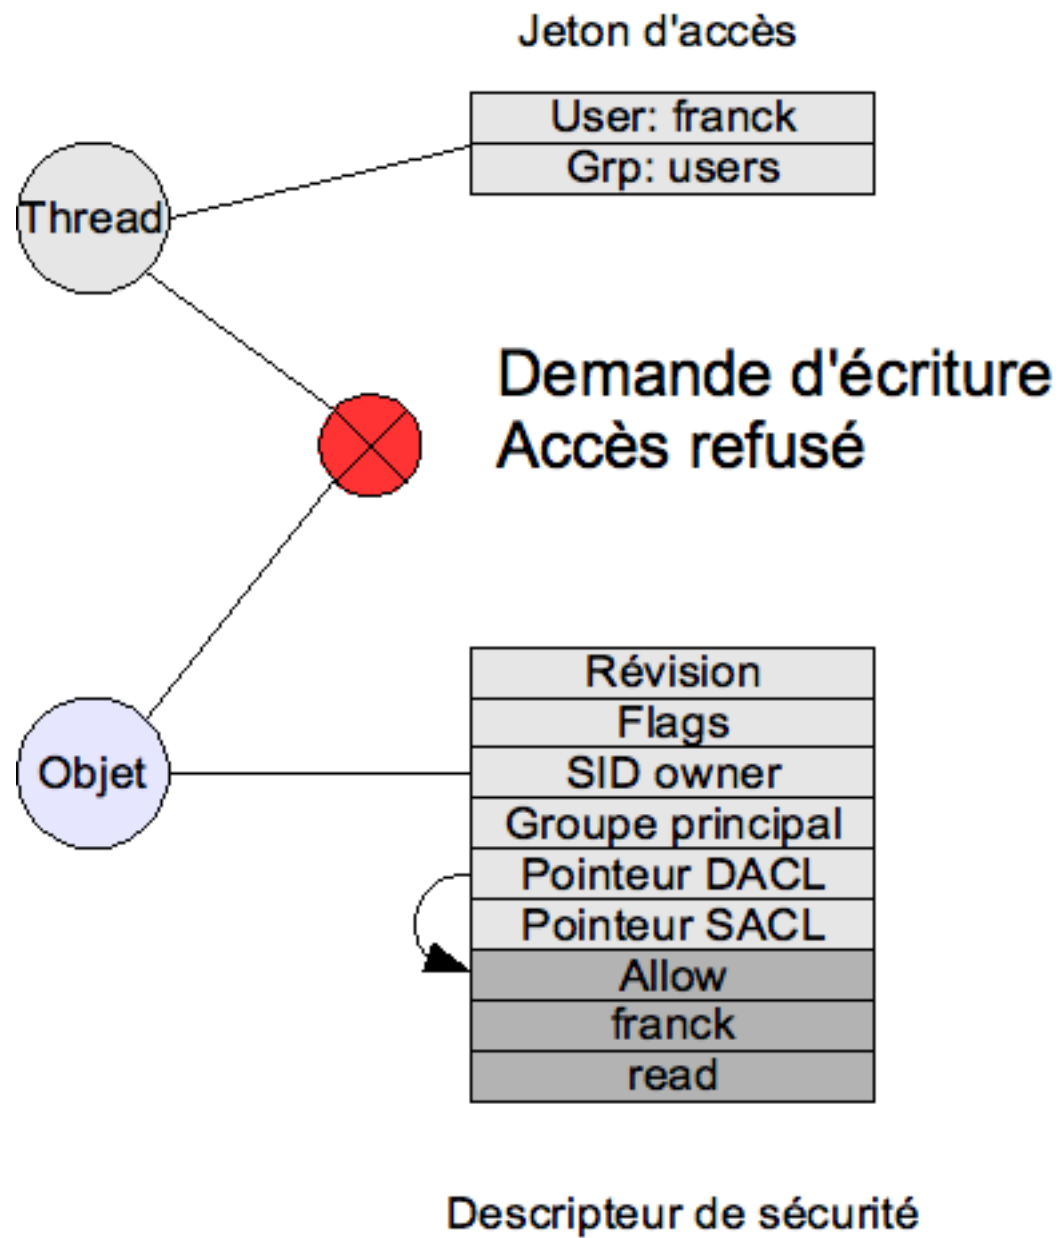 Jeton d'accès
User: franck
Grp: users
Thread
Demande d'écriture
Accès refusé
Objet
Révision
Flags
SID owner
Groupe principal
Pointeur DACL
Pointeur SACL
Allow
franck
read
Descripteur de sécurité